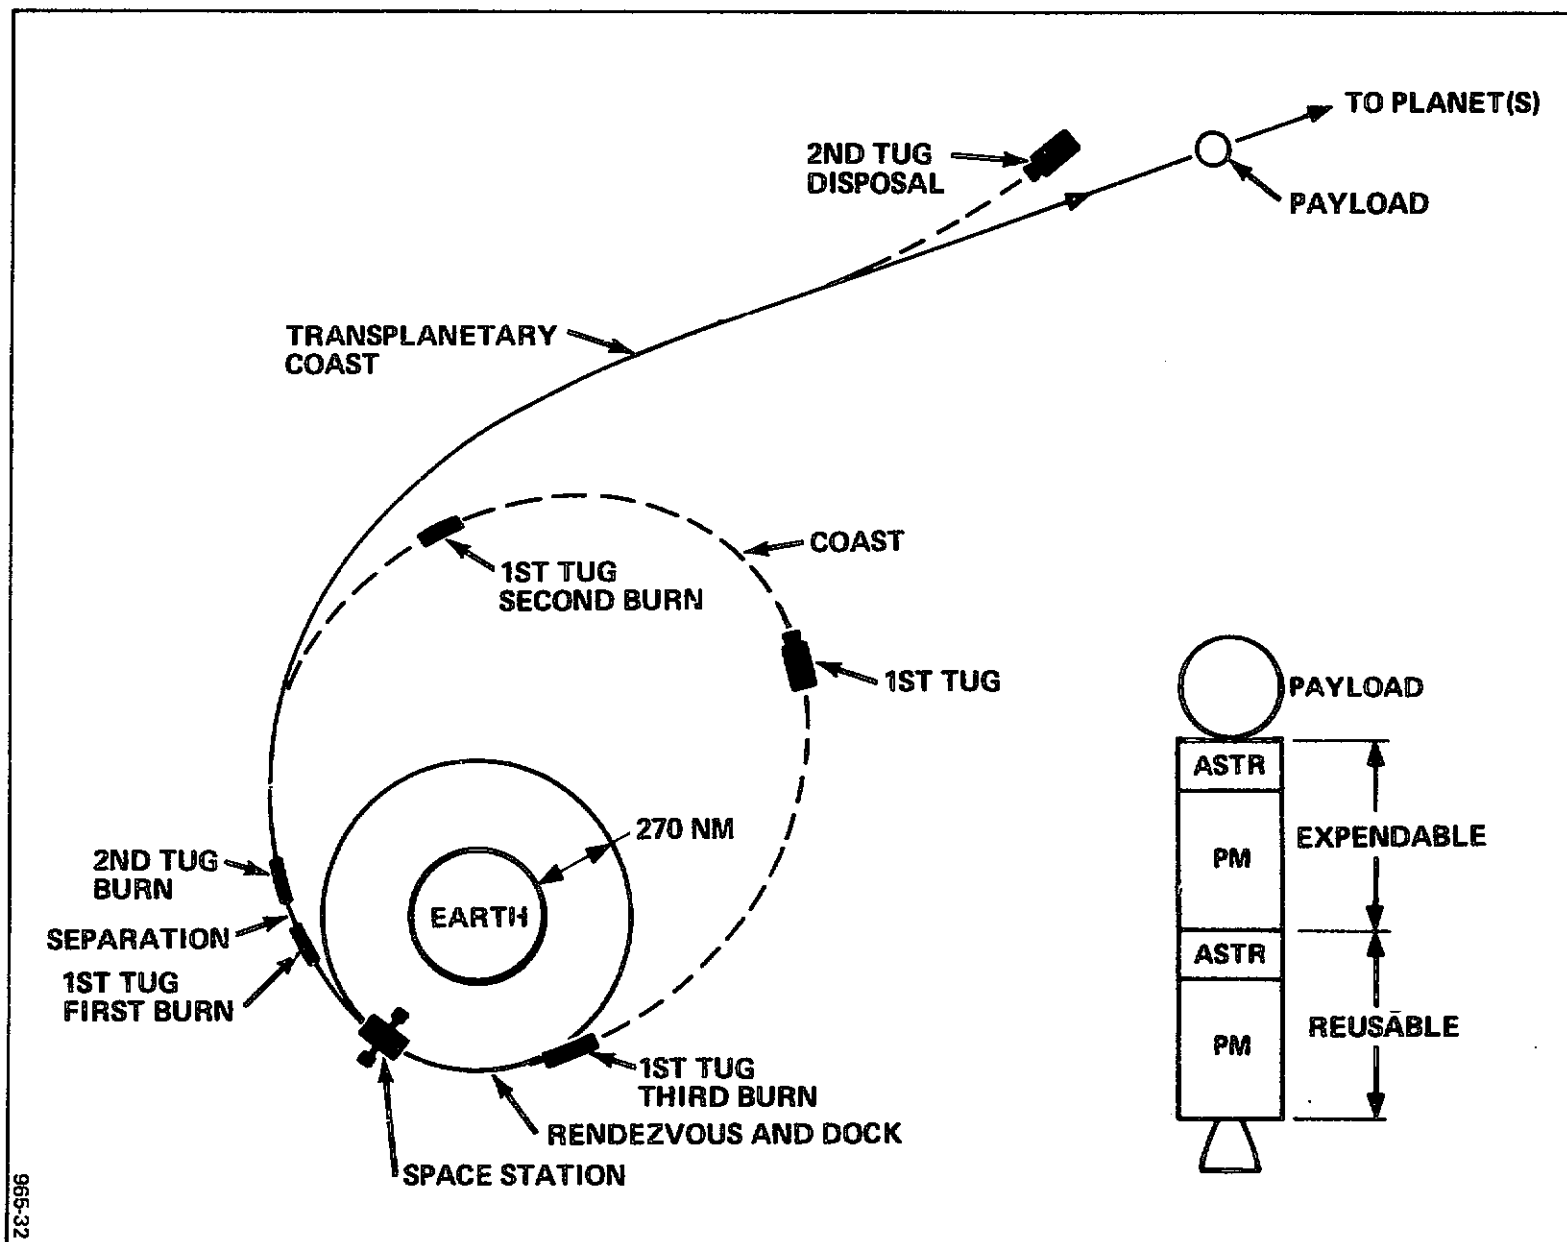 TO PLANET(S)
2ND TUG
DISPOSAL
PAYLOAD
TRANSPLANETARY
COAST
COAST
1ST TUG
SECOND BURN
1ST TUG
PAYLOAD
ASTR
270 NM
EXPENDABLE
PM
2ND TUG
BURN
EARTH
SEPARATION
ASTR
1ST TUG
FIRST BURN
REUSABLE
PM
1ST TUG
THIRD BURN
RENDEZVOUS AND DOCK
SPACE STATION
965-32